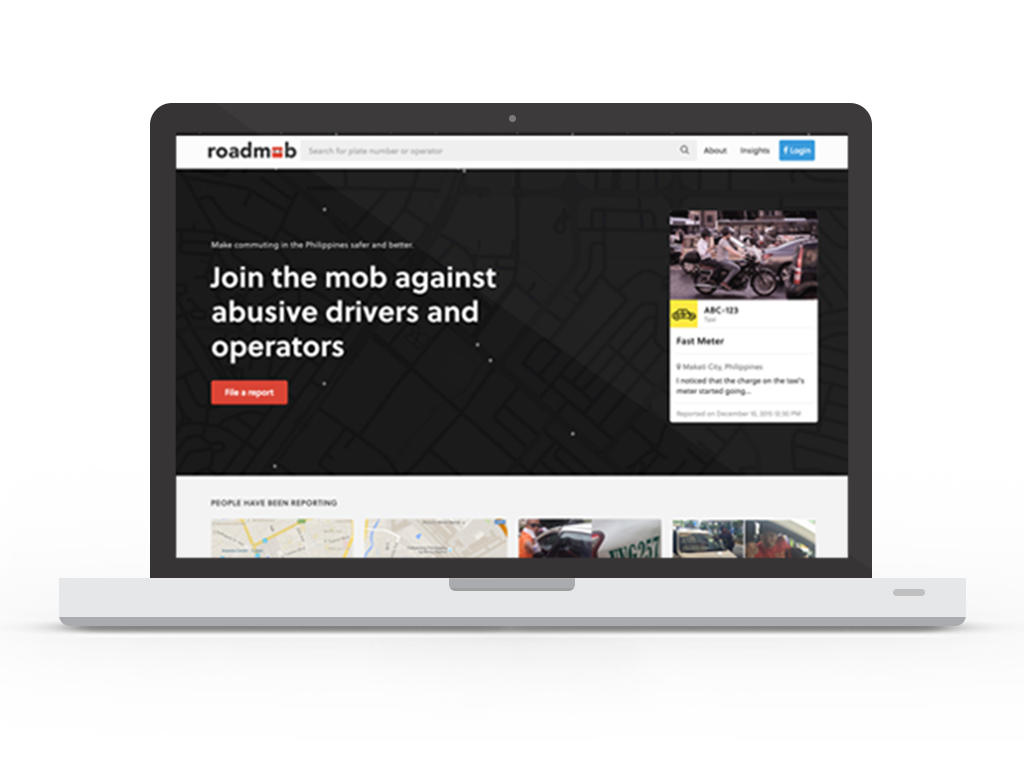 roadmob
Search for plate number or operator
About
Insights
f Login
Make commuting in the Philippines safer and better.
Join the mob against
abusive drivers and
operators
File a report
ABC-123
Taxi
Fast Meter
Makati City, Philippines
I noticed that the charge on the taxi's
meter started going...
Reported on December 10, 2015 12:30 PM
PEOPLE HAVE BEEN REPORTING